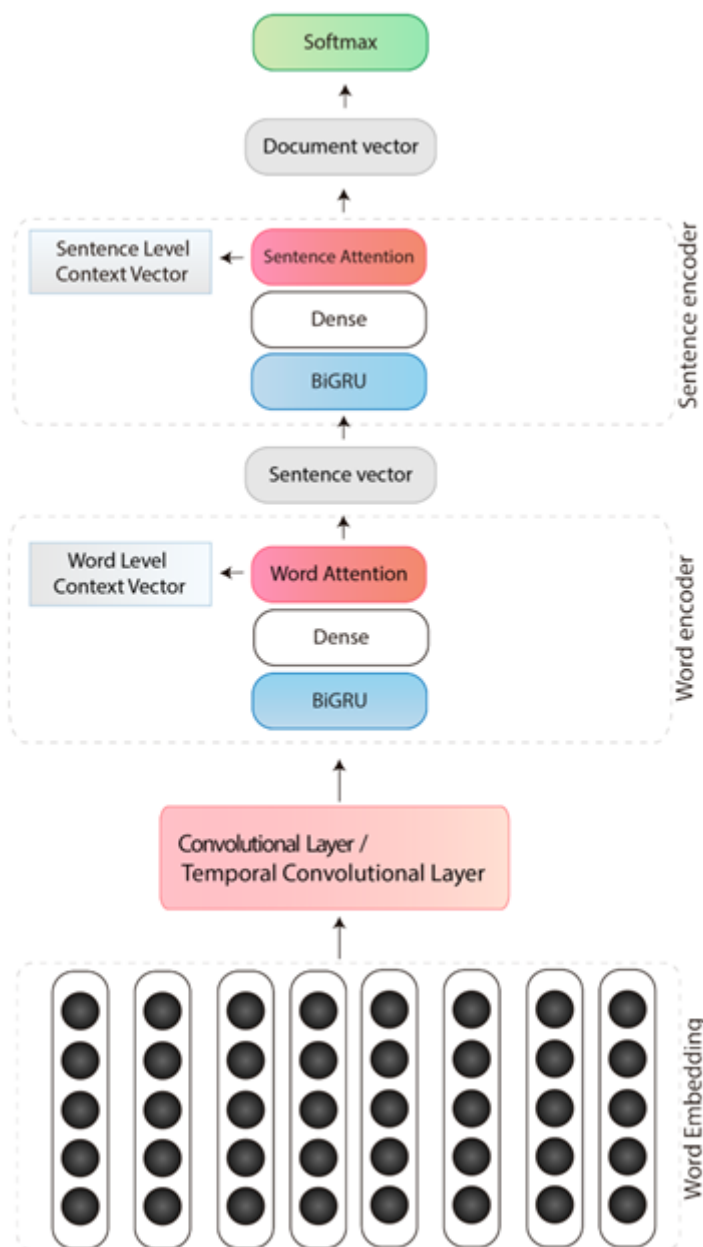 Softmax
Document vector
Sentence Level
Context Vector
Sentence Attention
Dense
BiGRU
Sentence encoder
Sentence vector
Word Level
Context Vector
Word Attention
Dense
BiGRU
Word encoder
Convolutional Layer /
Temporal Convolutional Layer
Word Embedding